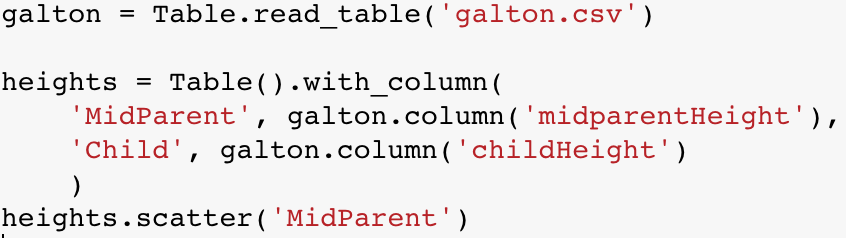 galton = Table.read_table('galton.csv')
heights = Table().with_column(
    'MidParent', galton.column('midparentHeight'),
    'Child', galton.column('childHeight')
    )
heights.scatter('MidParent')